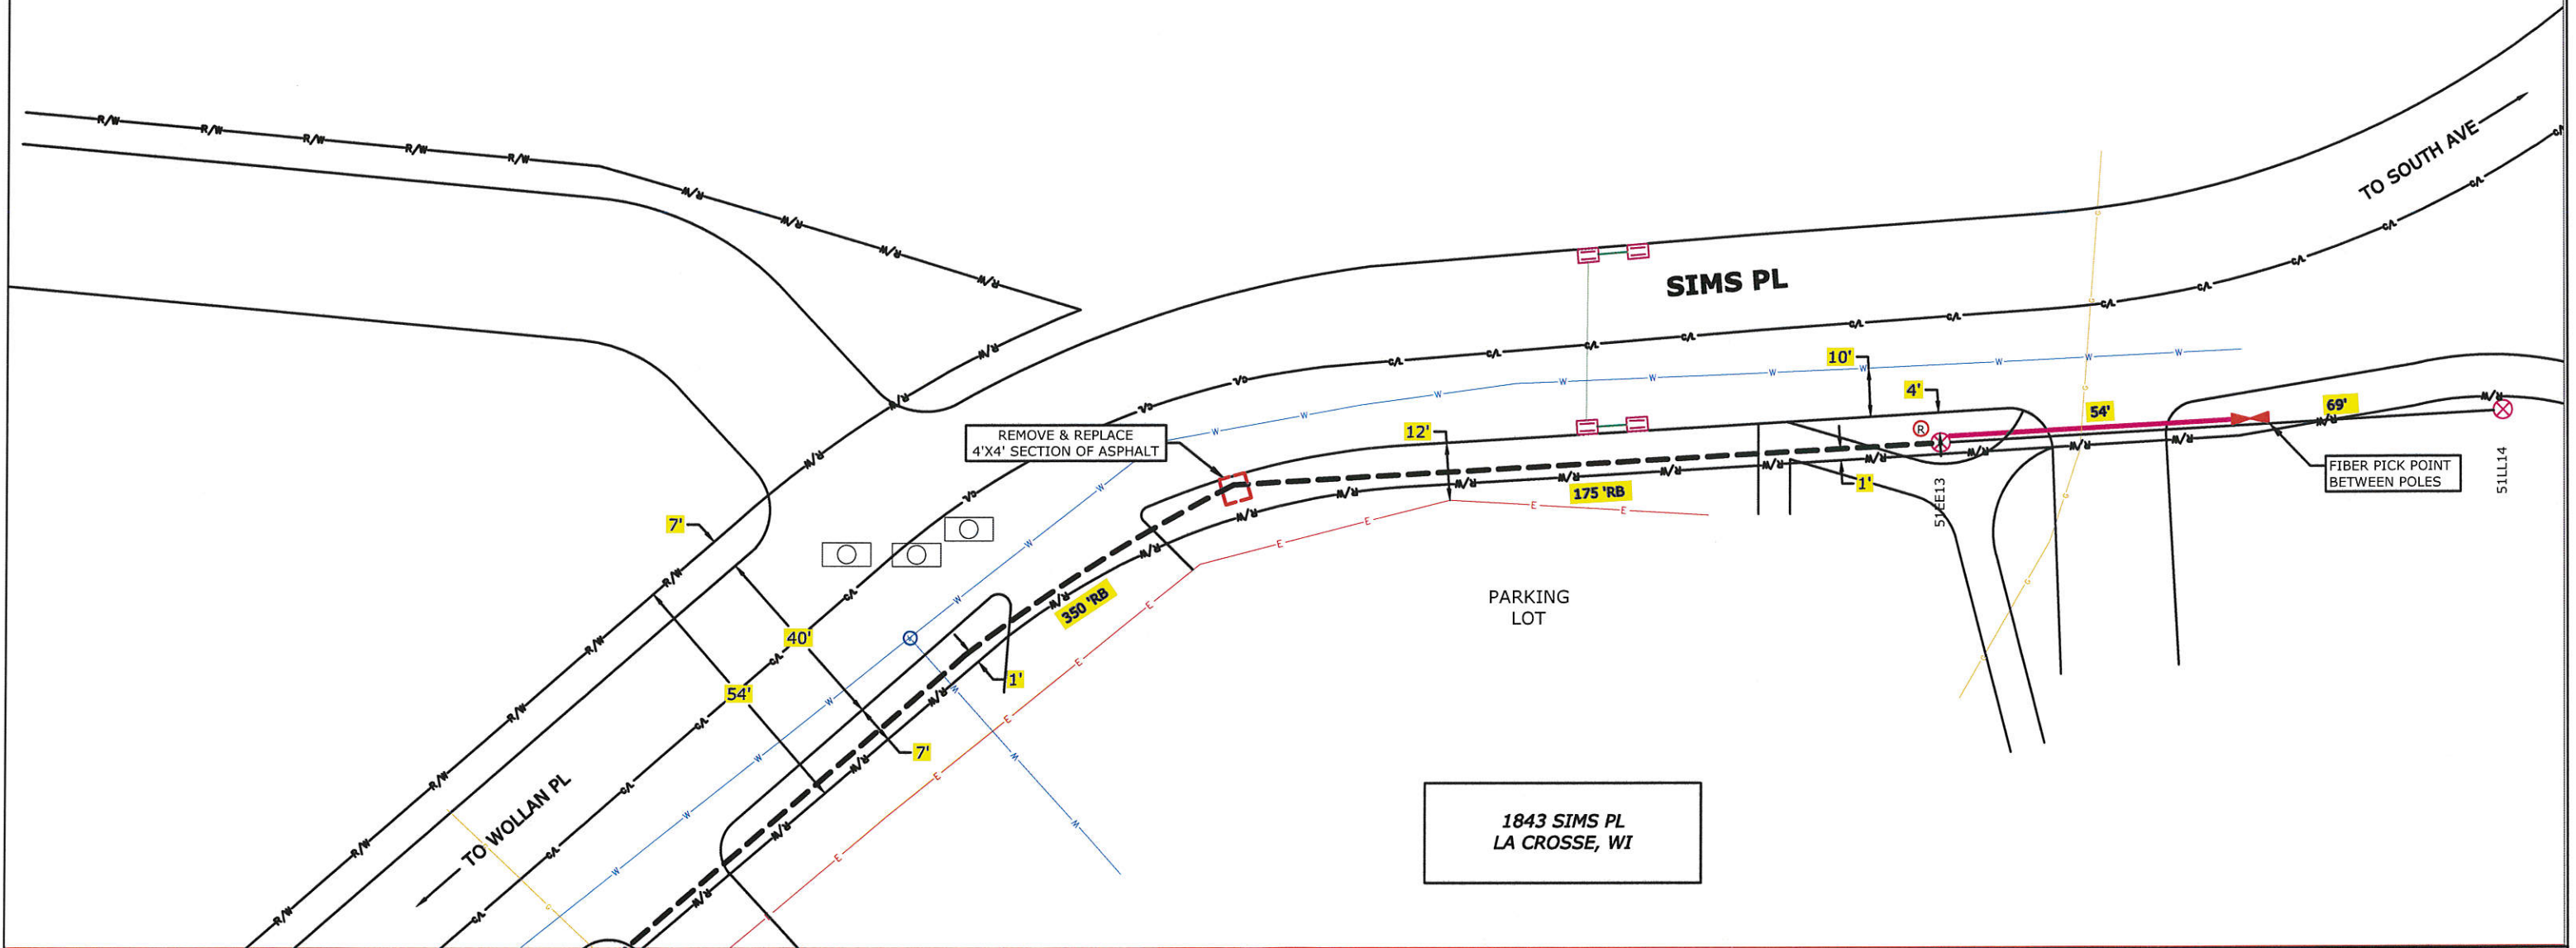 TO SOUTH AVE
SIMS PL
10'
4'
54'
69'
REMOVE & REPLACE
4'X4' SECTION OF ASPHALT
12'
175 'RB
1'
51EE13
FIBER PICK POINT
BETWEEN POLES
51LL14
7'
40'
54'
350 'RB
1'
7'
PARKING
LOT
TO WOLLAN PL
1843 SIMS PL
LA CROSSE, WI
R/W
R/W
R/W
R/W
R/W
R/W
R/W
R/W
R/W
C/L
C/L
C/L
C/L
W
W
W
W
E
E
E
E
G
G
G
R